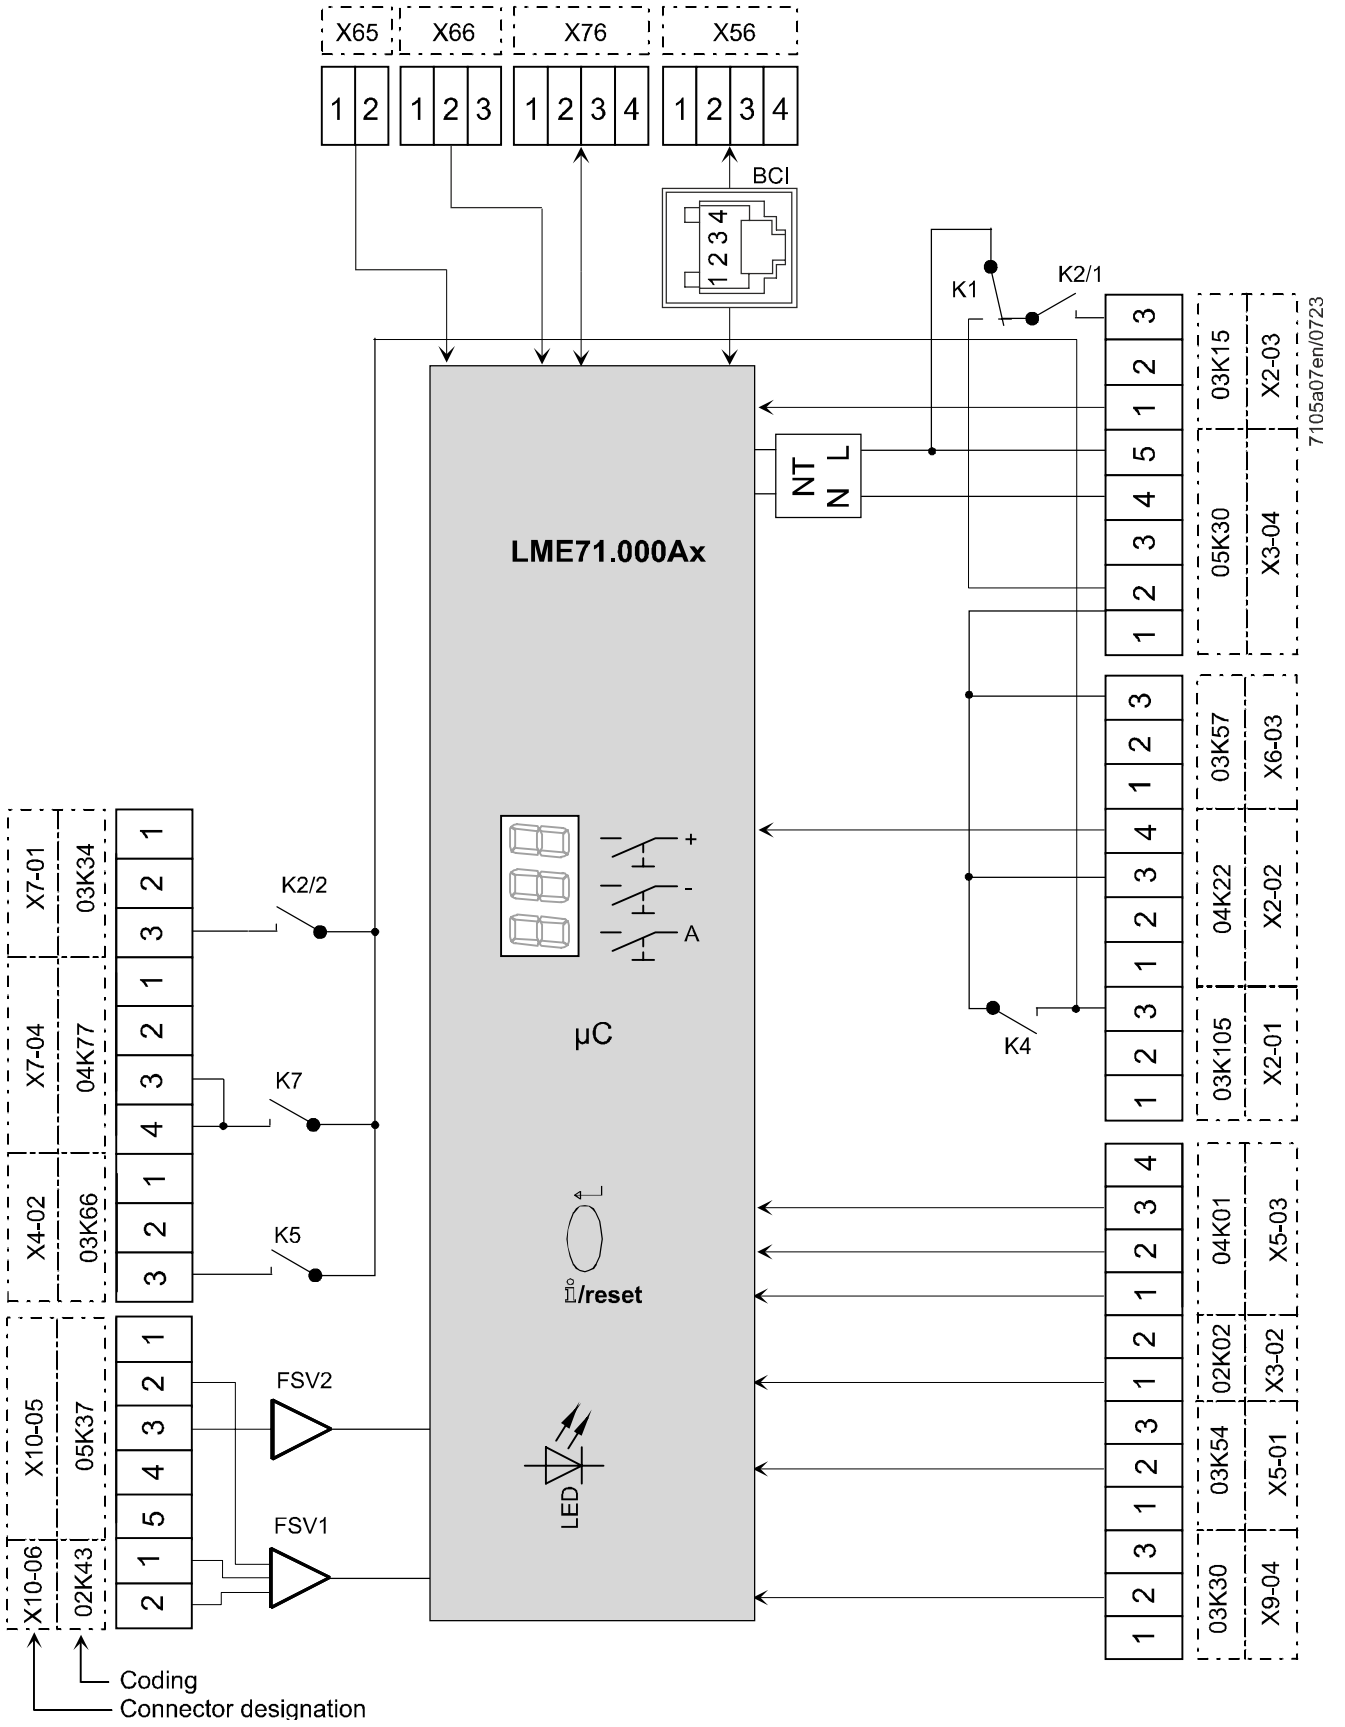 X65 X66 X76 X56
1 2 1 2 3 1 2 3 4 1 2 3 4
BCI
1 2 3 4
K1
K2/1
3
2
1
03K15
X2-03
5
4
3
2
1
05K30
X3-04
7105a07en/0723
NT
N L
LME71.000Ax
3
2
1
03K57
X6-03
4
3
2
1
04K22
X2-02
3
2
1
03K105
X2-01
K4
+
-
A
µC
X7-01
03K34
1
2
3
K2/2
X7-04
04K77
1
2
3
4
K7
X4-02
03K66
1
2
3
K5
i/reset
4
3
2
1
04K01
X5-03
2
1
02K02
X3-02
3
2
1
03K54
X5-01
3
2
1
03K30
X9-04
X10-05
05K37
1
2
3
4
5
FSV2
X10-06
02K43
1
2
FSV1
LED
Coding
Connector designation